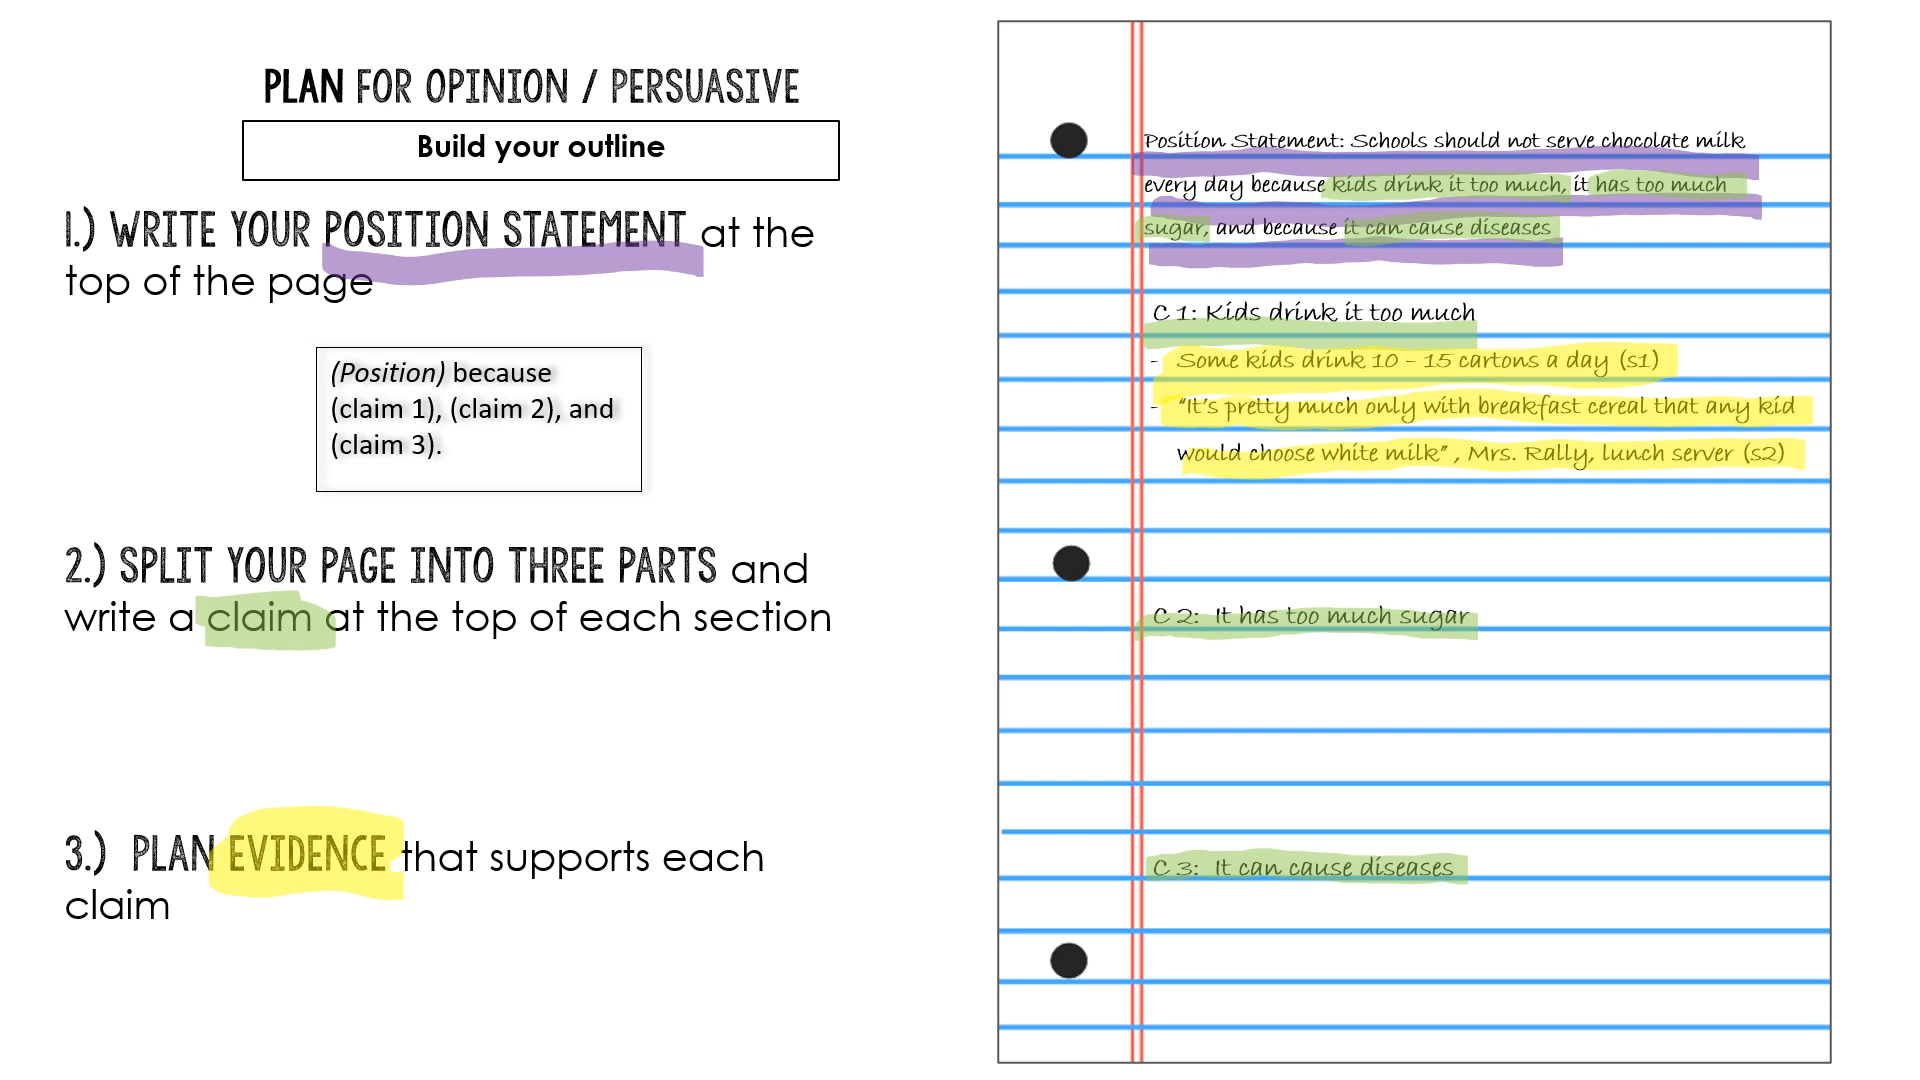 PLAN FOR OPINION / PERSUASIVE
Build your outline
1.) WRITE YOUR POSITION STATEMENT at the
top of the page
(Position) because
(claim 1), (claim 2), and
(claim 3).
2.) SPLIT YOUR PAGE INTO THREE PARTS and
write a claim at the top of each section
3.) PLAN EVIDENCE that supports each
claim
Position Statement: Schools should not serve chocolate milk
every day because kids drink it too much, it has too much
sugar, and because it can cause diseases
C 1: Kids drink it too much
- Some kids drink 10 – 15 cartons a day (s1)
- “It’s pretty much only with breakfast cereal that any kid
would choose white milk” , Mrs. Rally, lunch server (s2)
C 2: It has too much sugar
C 3: It can cause diseases